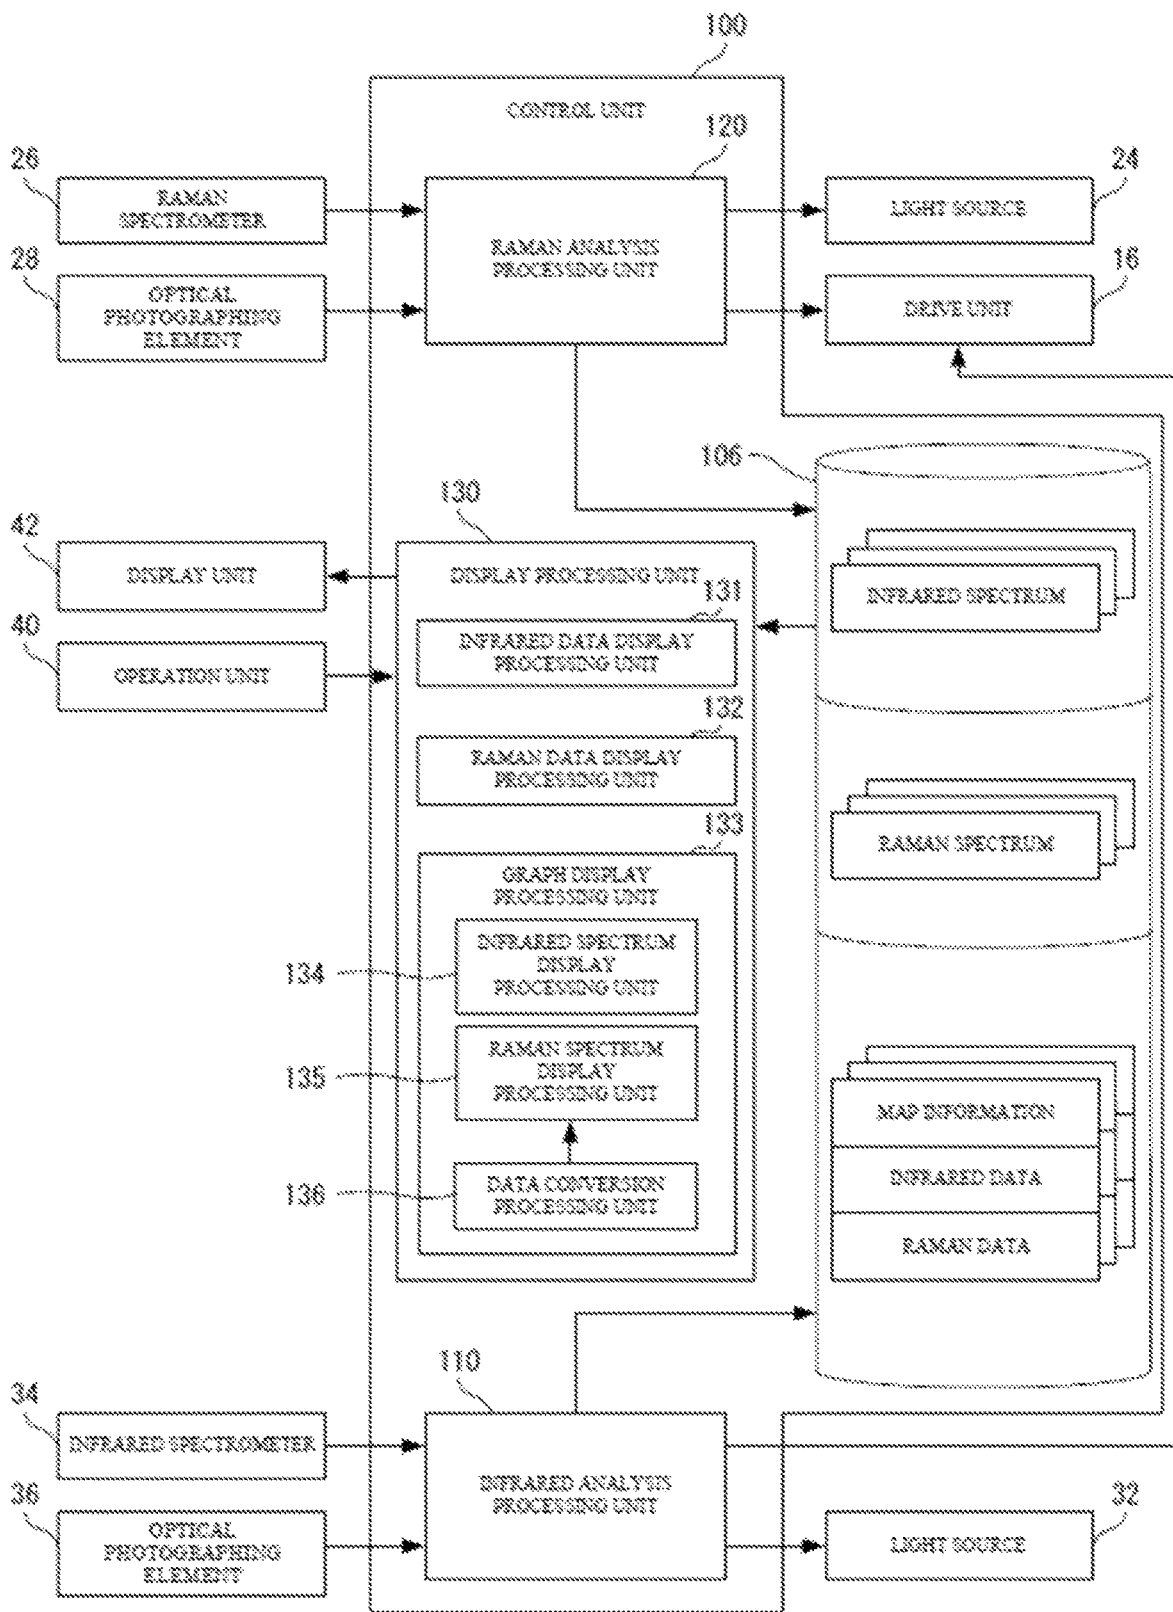 100
CONTROL UNIT
120
26
RAMAN
SPECTROMETER
RAMAN ANALYSIS
PROCESSING UNIT
24
LIGHT SOURCE
28
OPTICAL
PHOTOGRAPHING
ELEMENT
16
DRIVE UNIT
106
130
42
DISPLAY UNIT
DISPLAY PROCESSING UNIT
131
INFRARED DATA DISPLAY
PROCESSING UNIT
INFRARED SPECTRUM
40
OPERATION UNIT
132
RAMAN DATA DISPLAY
PROCESSING UNIT
RAMAN SPECTRUM
133
GRAPH DISPLAY
PROCESSING UNIT
134
INFRARED SPECTRUM
DISPLAY
PROCESSING UNIT
135
RAMAN SPECTRUM
DISPLAY
PROCESSING UNIT
136
DATA CONVERSION
PROCESSING UNIT
MAP INFORMATION
INFRARED DATA
RAMAN DATA
110
34
INFRARED SPECTROMETER
INFRARED ANALYSIS
PROCESSING UNIT
36
OPTICAL
PHOTOGRAPHING
ELEMENT
32
LIGHT SOURCE